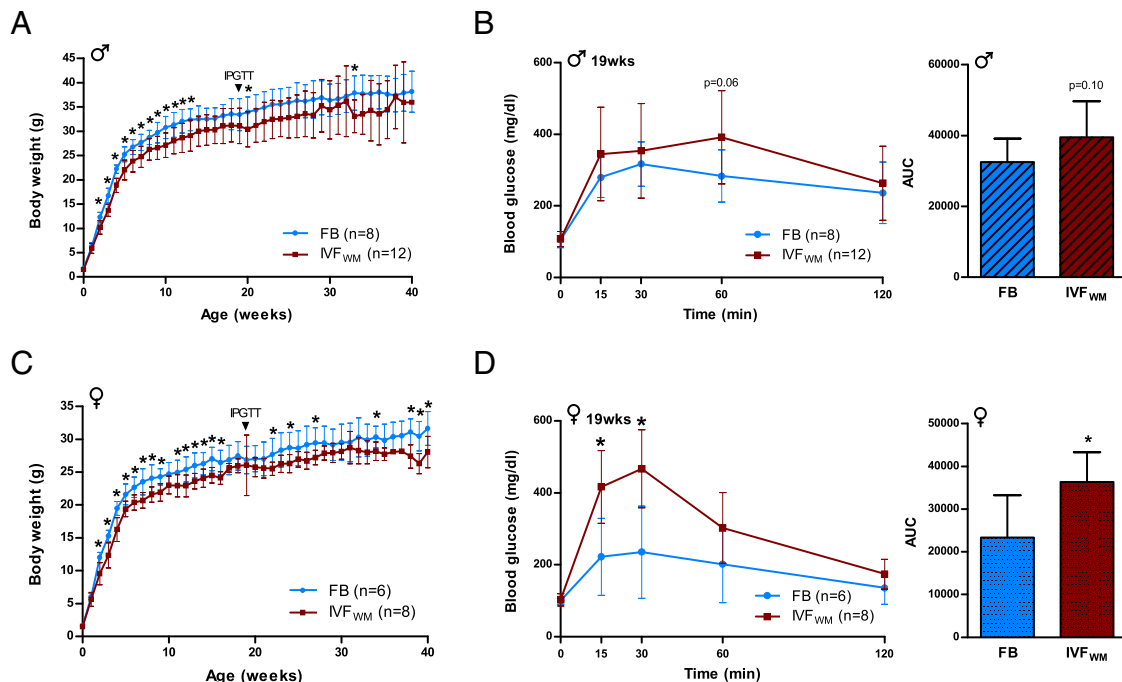 A
♂
IPGTT
*
* * * * * * * * * * * *
Body weight (g)
45
40
35
30
25
20
15
10
5
0
FB (n=8)
IVFWM (n=12)
0 10 20 30 40
Age (weeks)
B
♂ 19wks
p=0.06
Blood glucose (mg/dl)
600
400
200
0
FB (n=8)
IVFWM (n=12)
0 15 30 60 120
Time (min)
♂
p=0.10
AUC
60000
40000
20000
0
FB IVFWM
C
♀
IPGTT
Body weight (g)
35
30
25
20
15
10
5
0
FB (n=6)
IVFWM (n=8)
0 10 20 30 40
Age (weeks)
D
♀ 19wks
* *
Blood glucose (mg/dl)
600
400
200
0
FB (n=6)
IVFWM (n=8)
0 15 30 60 120
Time (min)
♀
*
AUC
50000
40000
30000
20000
10000
0
FB IVFWM